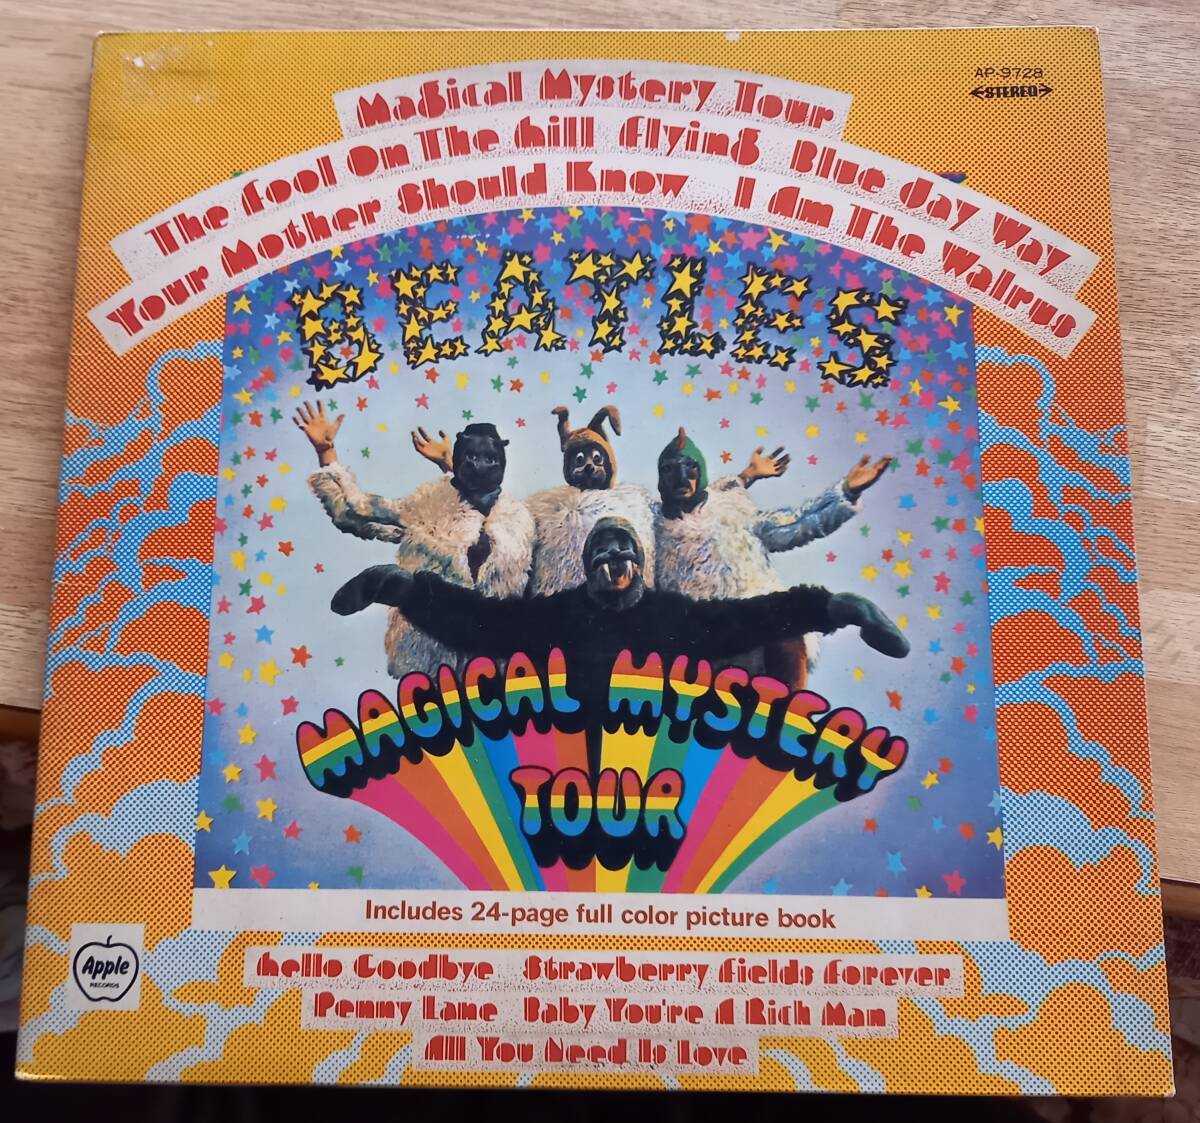 AP-9728
STEREO
Magical Mystery Tour
The Fool On The Hill Flying Blue Jay Way
Your Mother Should Know I Am The Walrus
BEATLES
MAGICAL MYSTERY
TOUR
Includes 24-page full color picture book
Apple
RECORDS
Hello Goodbye Strawberry Fields Forever
Penny Lane Baby You're A Rich Man
All You Need Is Love